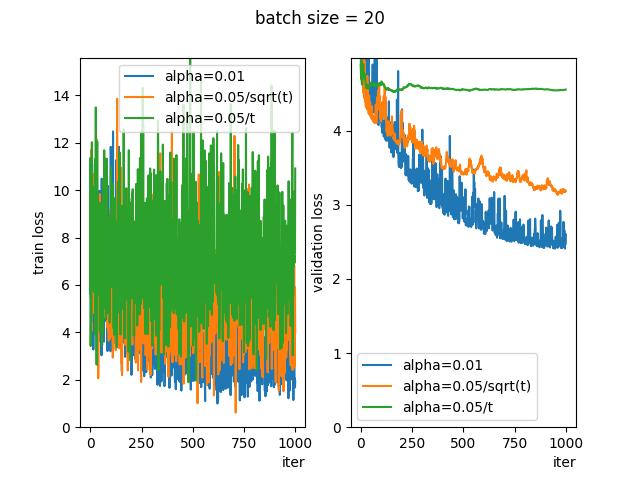 batch size = 20
train loss
14
12
10
8
6
4
2
0
0
250
500
750
1000
iter
alpha=0.01
alpha=0.05/sqrt(t)
alpha=0.05/t
validation loss
4
3
2
1
0
0
250
500
750
1000
iter
alpha=0.01
alpha=0.05/sqrt(t)
alpha=0.05/t